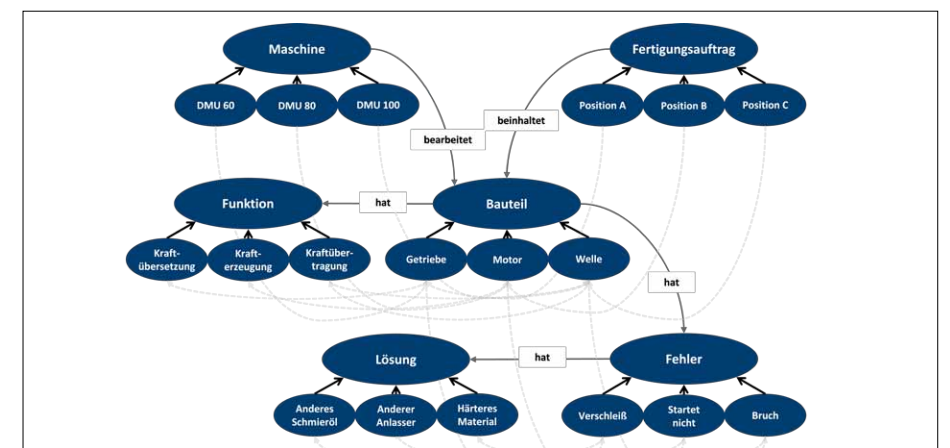 Maschine
Fertigungsauftrag
DMU 60
DMU 80
DMU 100
Position A
Position B
Position C
beinhaltet
bearbeitet
Funktion
hat
Bauteil
Kraft-
übersetzung
Kraft-
erzeugung
Kraftüber-
tragung
Getriebe
Motor
Welle
hat
Lösung
hat
Fehler
Anderes
Schmieröl
Anderer
Anlasser
Härteres
Material
Verschleiß
Startet
nicht
Bruch